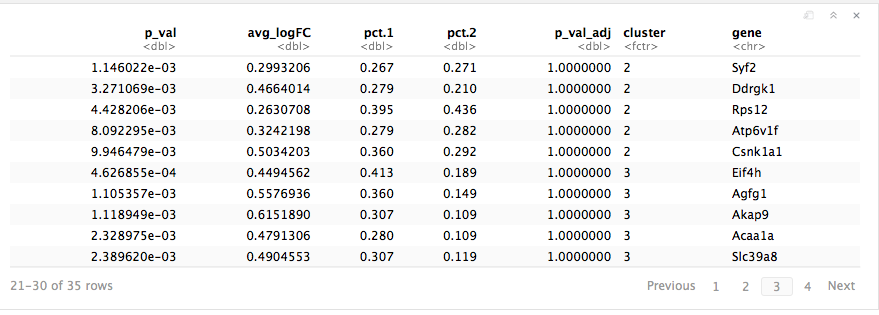 p_val avg_logFC pct.1 pct.2 p_val_adj cluster gene
<dbl> <dbl> <dbl> <dbl> <dbl> <fctr> <chr>
1.146022e-03 0.2993206 0.267 0.271 1.0000000 2 Syf2
3.271069e-03 0.4664014 0.279 0.210 1.0000000 2 Ddrgk1
4.428206e-03 0.2630708 0.395 0.436 1.0000000 2 Rps12
8.092295e-03 0.3242198 0.279 0.282 1.0000000 2 Atp6v1f
9.946479e-03 0.5034203 0.360 0.292 1.0000000 2 Csnk1a1
4.626855e-04 0.4494562 0.413 0.189 1.0000000 3 Eif4h
1.105357e-03 0.5576936 0.360 0.149 1.0000000 3 Agfg1
1.118949e-03 0.6151890 0.307 0.109 1.0000000 3 Akap9
2.328975e-03 0.4791306 0.280 0.109 1.0000000 3 Acaa1a
2.389620e-03 0.4904553 0.307 0.119 1.0000000 3 Slc39a8
21-30 of 35 rows Previous 1 2 3 4 Next